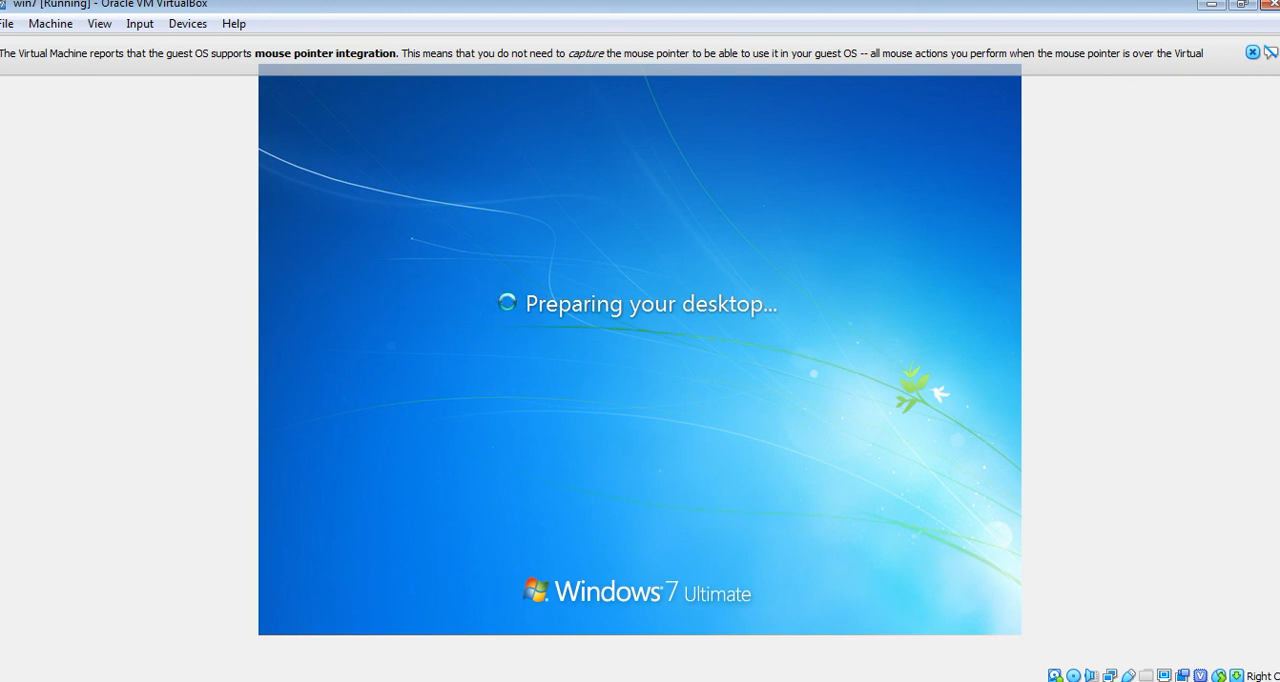 win7 [Running] - Oracle VM VirtualBox
File Machine View Input Devices Help
The Virtual Machine reports that the guest OS supports mouse pointer integration. This means that you do not need to capture the mouse pointer to be able to use it in your guest OS -- all mouse actions you perform when the mouse pointer is over the Virtual
Preparing your desktop...
Windows 7 Ultimate
Right C